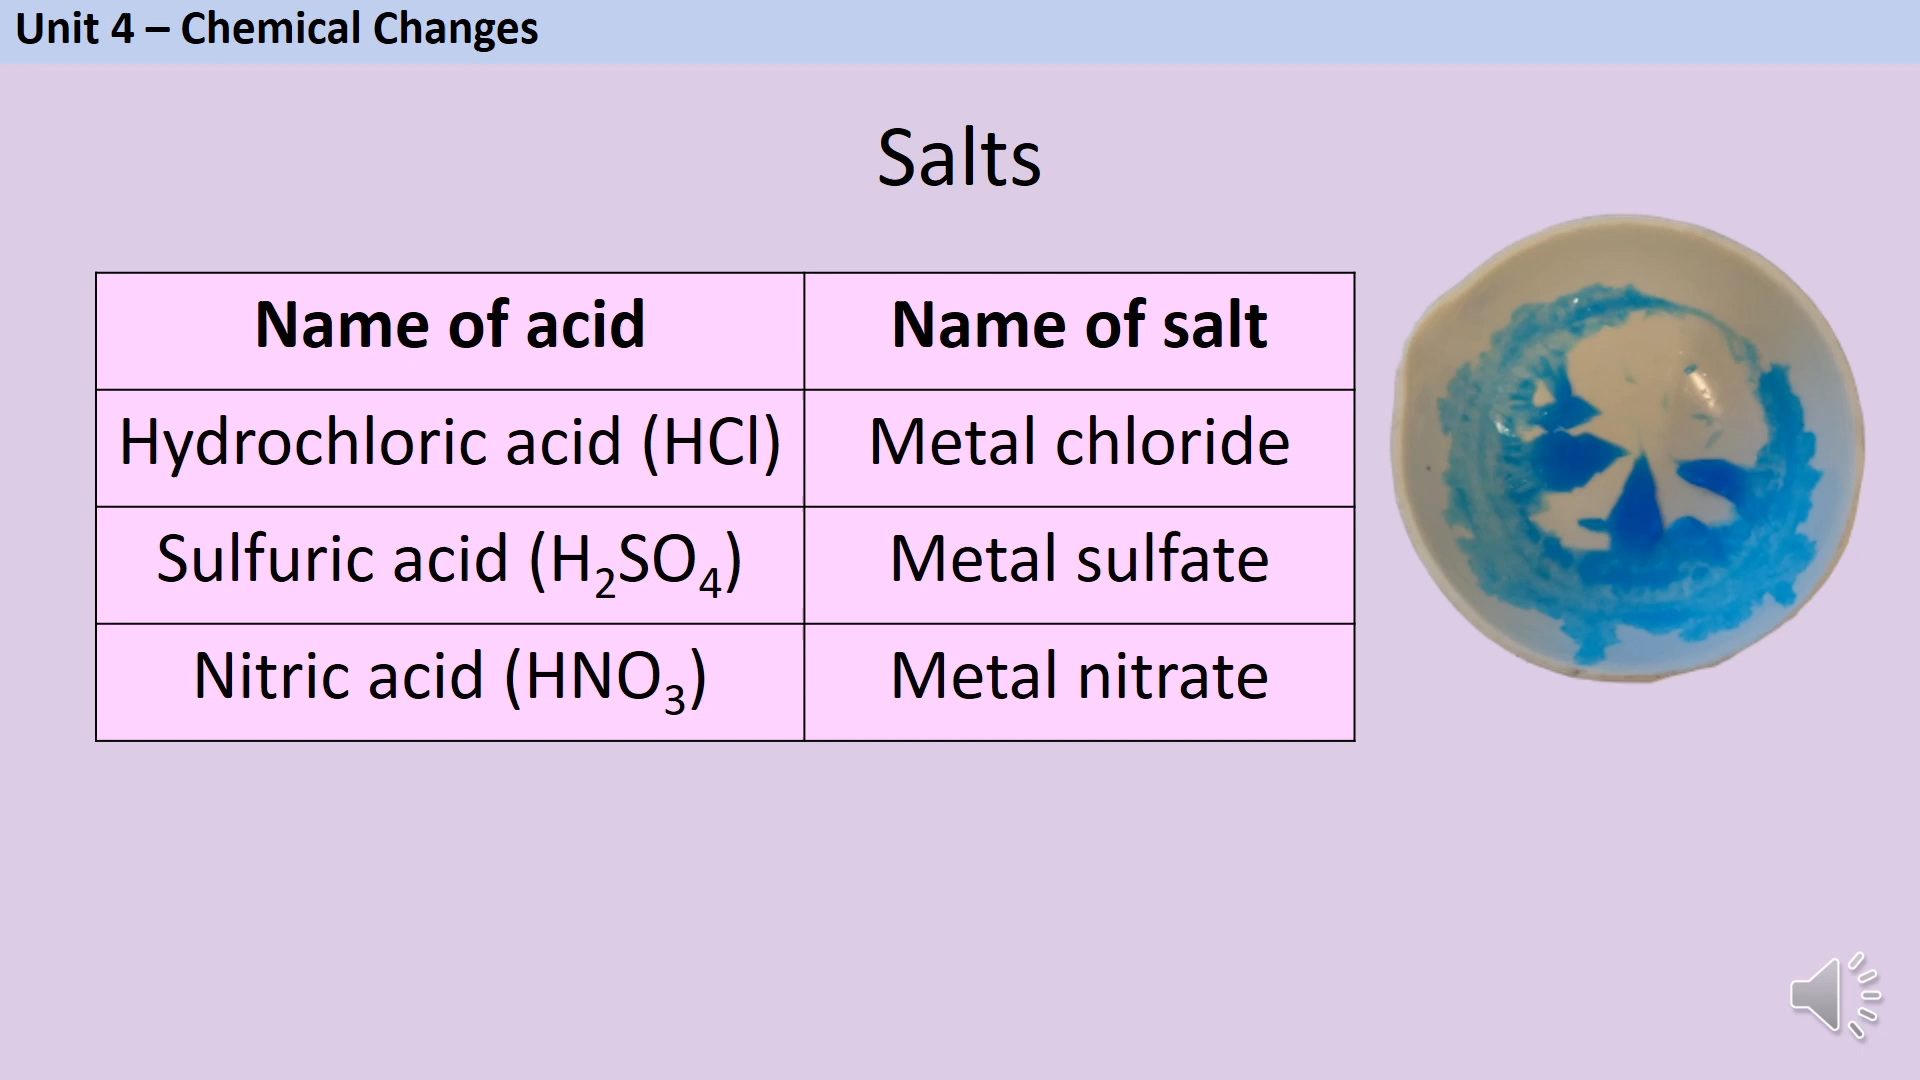 Unit 4 – Chemical Changes
Salts
Name of acid Name of salt
Hydrochloric acid (HCl) Metal chloride
Sulfuric acid (H₂SO₄) Metal sulfate
Nitric acid (HNO₃) Metal nitrate